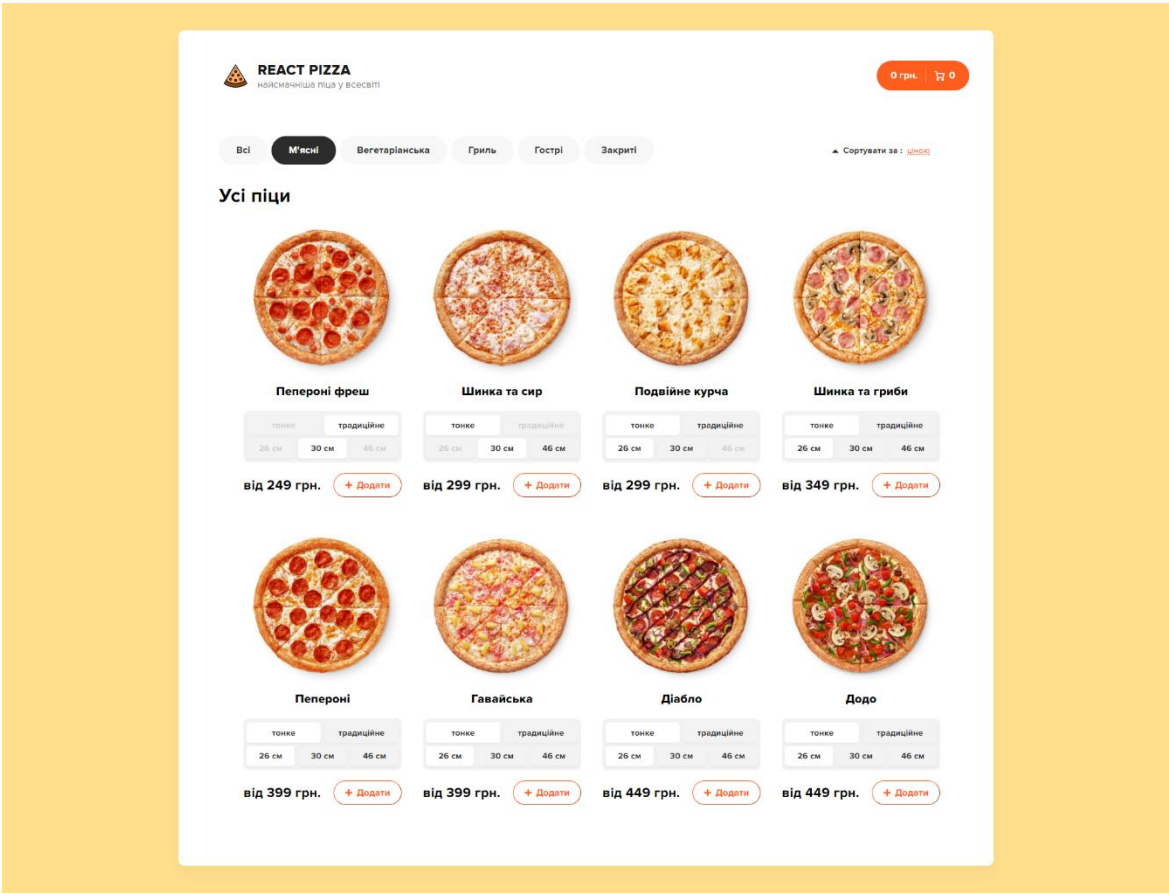 REACT PIZZA
найсмачніша піца у всесвіті
0 грн. 0
Всі М'ясні Вегетаріанська Гриль Гострі Закриті Сортувати за : ціною
Усі піци
Пепероні фреш Шинка та сир Подвійне курча Шинка та гриби
тонке традиційне тонке традиційне тонке традиційне тонке традиційне
26 см 30 см 46 см 26 см 30 см 46 см 26 см 30 см 46 см 26 см 30 см 46 см
від 249 грн. + Додати від 299 грн. + Додати від 299 грн. + Додати від 349 грн. + Додати
Пепероні Гавайська Діабло Додо
тонке традиційне тонке традиційне тонке традиційне тонке традиційне
26 см 30 см 46 см 26 см 30 см 46 см 26 см 30 см 46 см 26 см 30 см 46 см
від 399 грн. + Додати від 399 грн. + Додати від 449 грн. + Додати від 449 грн. + Додати